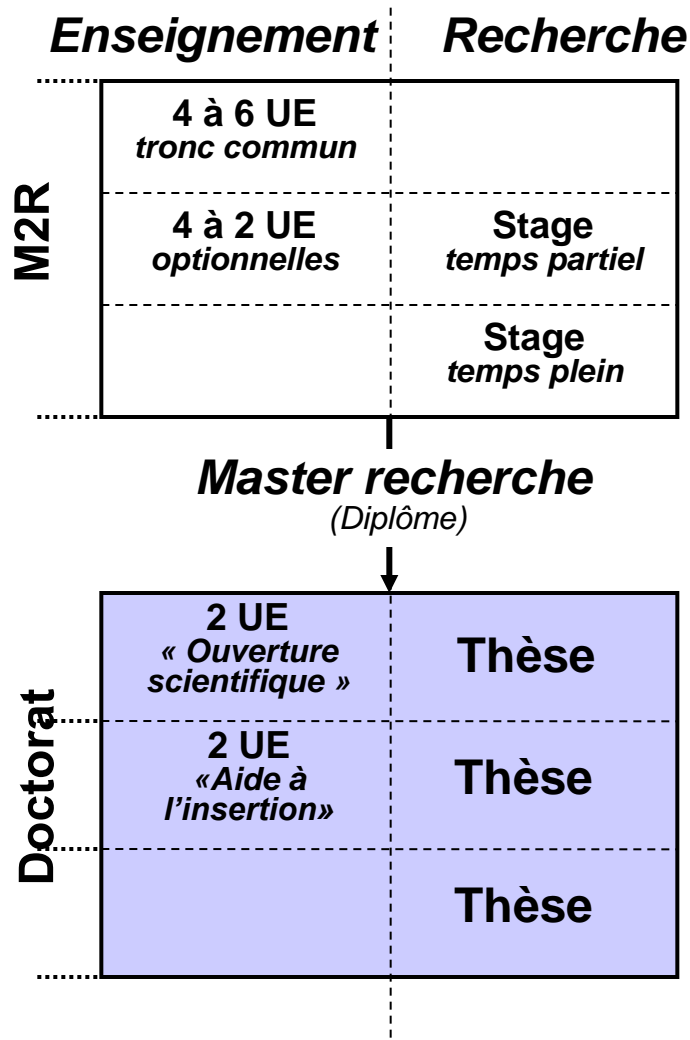 Enseignement Recherche
M2R
4 à 6 UE
tronc commun
4 à 2 UE
optionnelles
Stage
temps partiel
Stage
temps plein
Master recherche
(Diplôme)
Doctorat
2 UE
« Ouverture
scientifique »
Thèse
2 UE
«Aide à
l’insertion»
Thèse
Thèse